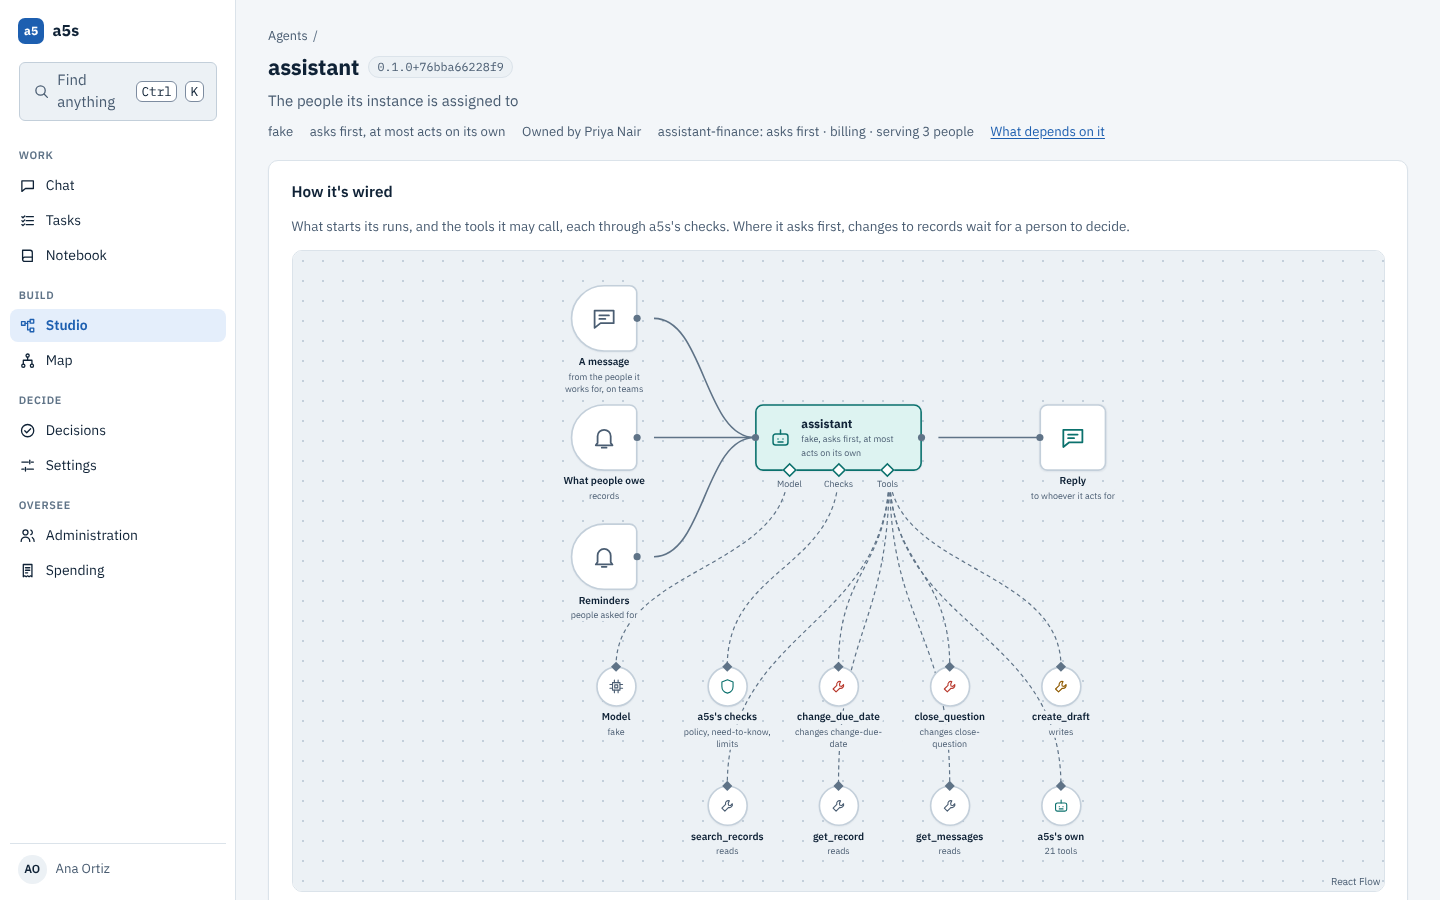 a5 a5s
Find anything Ctrl K
WORK
Chat
Tasks
Notebook
BUILD
Studio
Map
DECIDE
Decisions
Settings
OVERSEE
Administration
Spending
AO Ana Ortiz
Agents /
assistant 0.1.0+76bba66228f9
The people its instance is assigned to
fake asks first, at most acts on its own Owned by Priya Nair assistant-finance: asks first · billing · serving 3 people What depends on it
How it's wired
What starts its runs, and the tools it may call, each through a5s's checks. Where it asks first, changes to records wait for a person to decide.
A message
from the people it
works for, on teams
What people owe
records
Reminders
people asked for
assistant
fake, asks first, at most
acts on its own
Model Checks Tools
Reply
to whoever it acts for
Model
fake
a5s's checks
policy, need-to-know,
limits
change_due_date
changes change-due-
date
close_question
changes close-
question
create_draft
writes
search_records
reads
get_record
reads
get_messages
reads
a5s's own
21 tools
React Flow